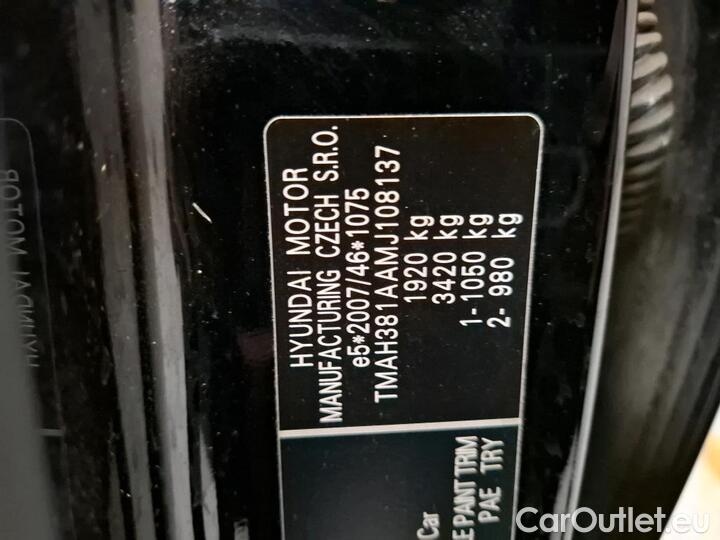 HYUNDAI MOTOR
MANUFACTURING CZECH S.R.O.
e5*2007/46*1075
TMAH381AAMJ108137
1920 kg
3420 kg
1- 1050 kg
2- 980 kg
Car
E PAINT TRIM
PAE TRY
HYUNDAI MOTOR
CarOutlet.eu